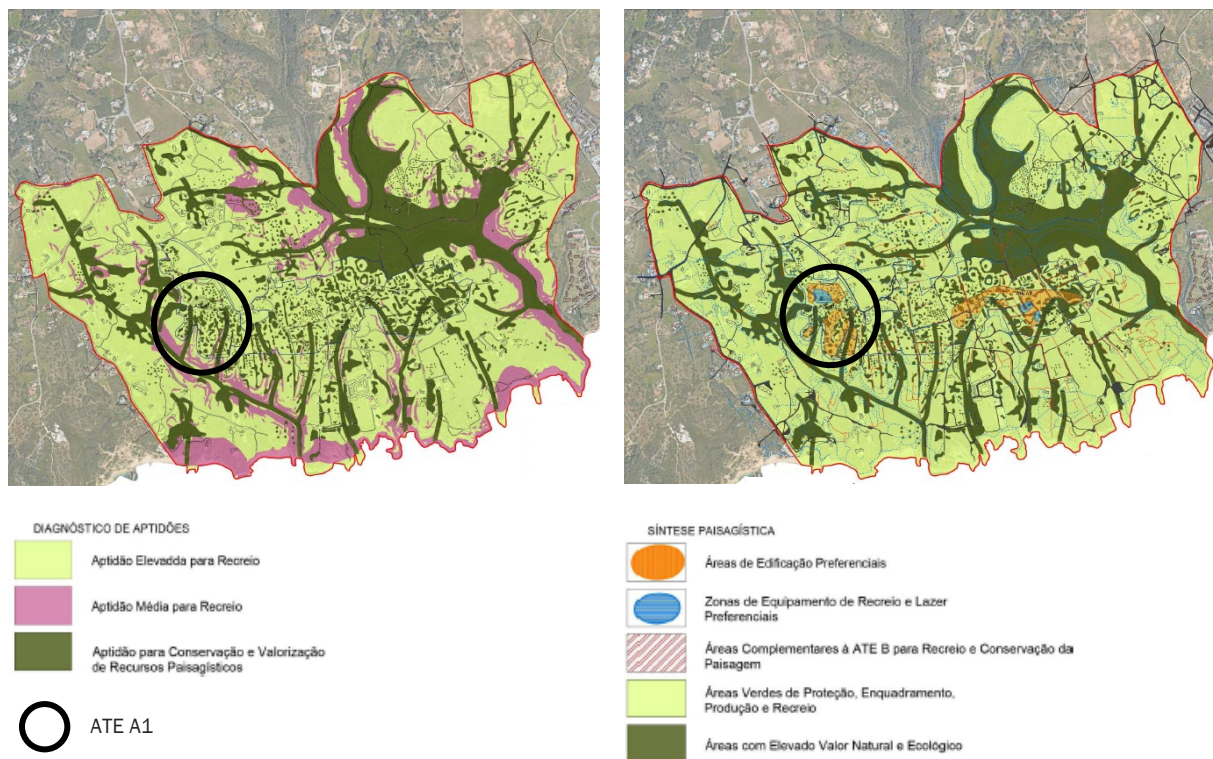 DIAGNÓSTICO DE APTIDÕES
Aptidão Elevadda para Recreio
Aptidão Média para Recreio
Aptidão para Conservação e Valorização
de Recursos Paisagísticos
ATE A1
SÍNTESE PAISAGÍSTICA
Áreas de Edificação Preferenciais
Zonas de Equipamento de Recreio e Lazer
Preferenciais
Áreas Complementares á ATE B para Recreio e Conservação da
Paisagem
Áreas Verdes de Proteção, Enquadramento,
Produção e Recreio
Áreas com Elevado Valor Natural e Ecológico